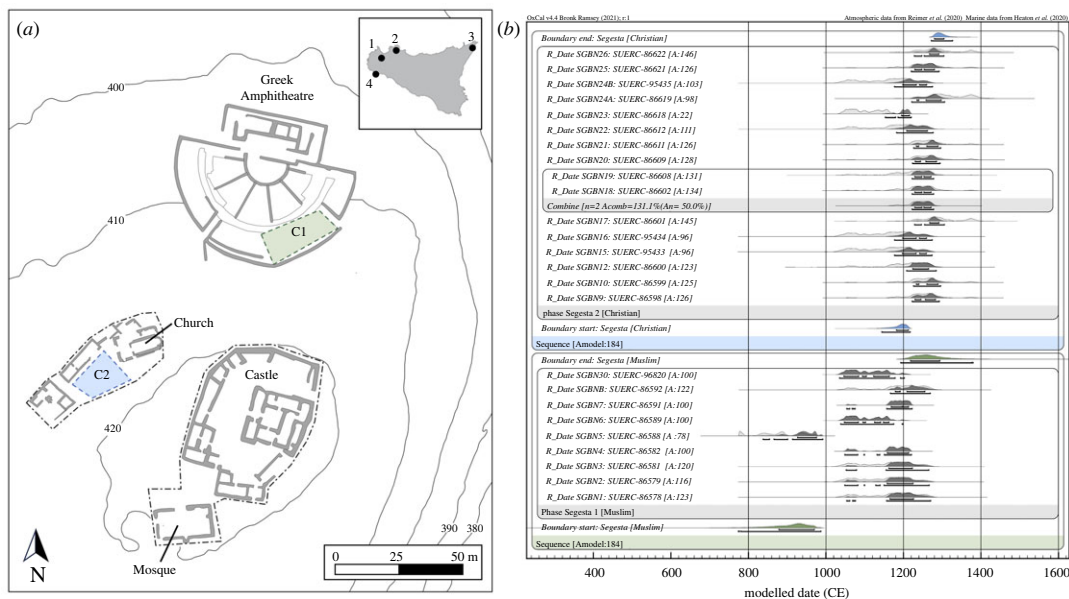 (a)
1
2
3
4
400
Greek
Amphitheatre
410
C1
Church
C2
Castle
420
390
380
N
Mosque
0 25 50 m
(b)
OxCal v4.4 Bronk Ramsey (2021); r:1
Atmospheric data from Reimer et al. (2020) Marine data from Heaton et al. (2020)
Boundary end: Segesta [Christian]
R_Date SGBN26: SUERC-86622 [A:146]
R_Date SGBN25: SUERC-86621 [A:126]
R_Date SGBN24B: SUERC-95435 [A:103]
R_Date SGBN24A: SUERC-86619 [A:98]
R_Date SGBN23: SUERC-86618 [A:22]
R_Date SGBN22: SUERC-86612 [A:111]
R_Date SGBN21: SUERC-86611 [A:126]
R_Date SGBN20: SUERC-86609 [A:128]
R_Date SGBN19: SUERC-86608 [A:131]
R_Date SGBN18: SUERC-86602 [A:134]
Combine [n=2 Acomb=131.1%(An= 50.0%)]
R_Date SGBN17: SUERC-86601 [A:145]
R_Date SGBN16: SUERC-95434 [A:96]
R_Date SGBN15: SUERC-95433 [A:96]
R_Date SGBN12: SUERC-86600 [A:123]
R_Date SGBN10: SUERC-86599 [A:125]
R_Date SGBN9: SUERC-86598 [A:126]
phase Segesta 2 [Christian]
Boundary start: Segesta [Christian]
Sequence [Amodel:184]
Boundary end: Segesta [Muslim]
R_Date SGBN30: SUERC-96820 [A:100]
R_Date SGBNB: SUERC-86592 [A:122]
R_Date SGBN7: SUERC-86591 [A:100]
R_Date SGBN6: SUERC-86589 [A:100]
R_Date SGBN5: SUERC-86588 [A:78]
R_Date SGBN4: SUERC-86582 [A:100]
R_Date SGBN3: SUERC-86581 [A:120]
R_Date SGBN2: SUERC-86579 [A:116]
R_Date SGBN1: SUERC-86578 [A:123]
Phase Segesta 1 [Muslim]
Boundary start: Segesta [Muslim]
Sequence [Amodel:184]
400 600 800 1000 1200 1400 1600
modelled date (CE)